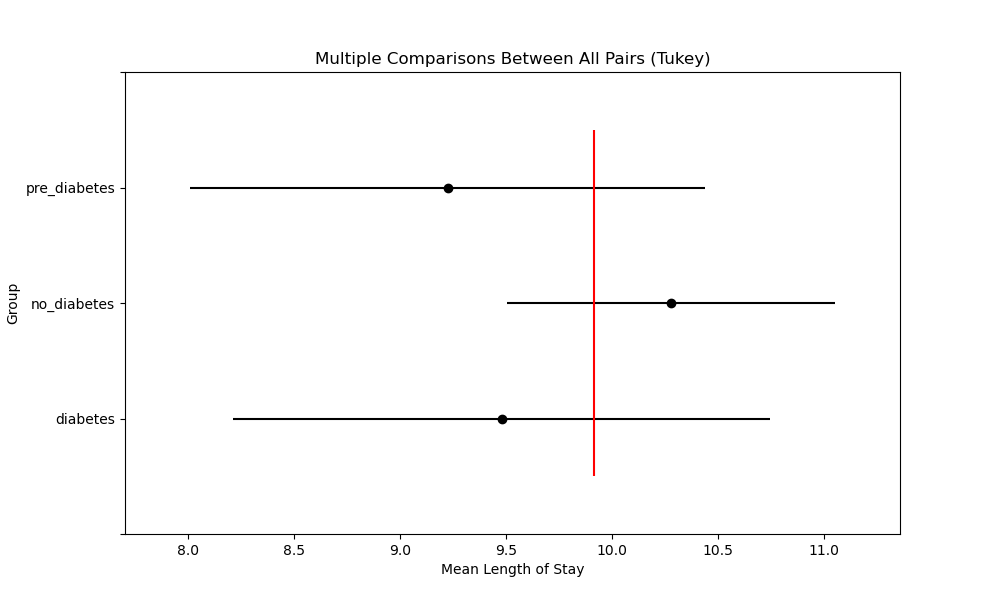 Multiple Comparisons Between All Pairs (Tukey)
pre_diabetes
no_diabetes
diabetes
Group
8.0 8.5 9.0 9.5 10.0 10.5 11.0
Mean Length of Stay